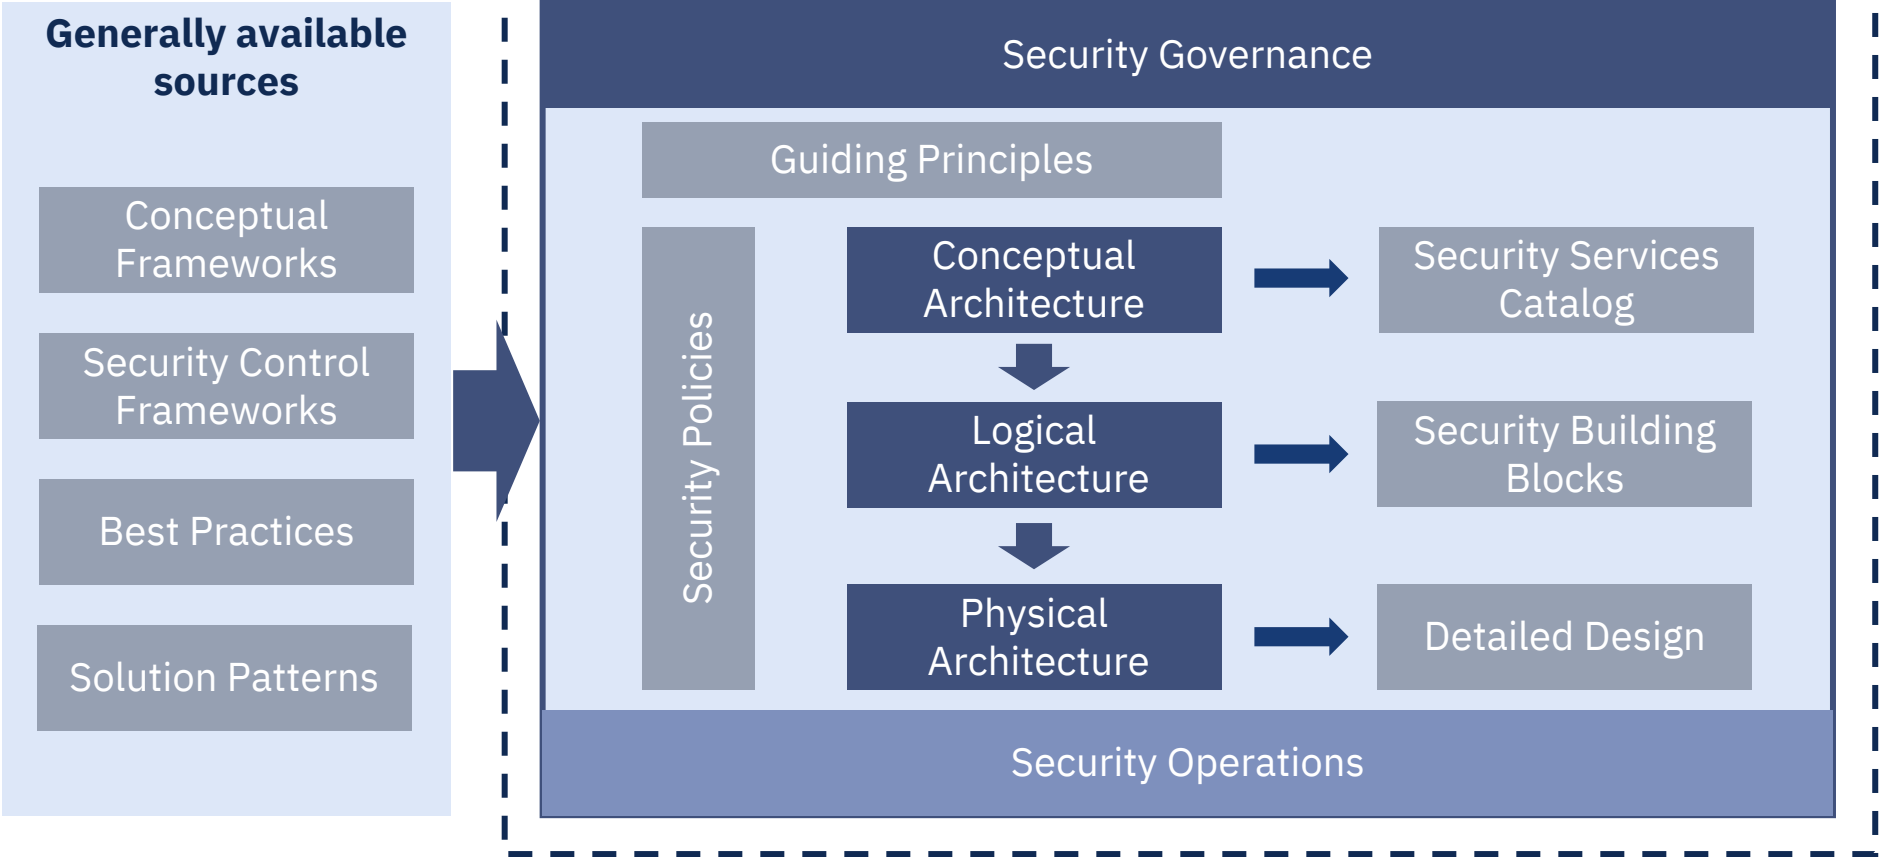 Generally available
sources
Conceptual
Frameworks
Security Control
Frameworks
Best Practices
Solution Patterns
Security Governance
Guiding Principles
Security Policies
Conceptual
Architecture
Security Services
Catalog
Logical
Architecture
Security Building
Blocks
Physical
Architecture
Detailed Design
Security Operations